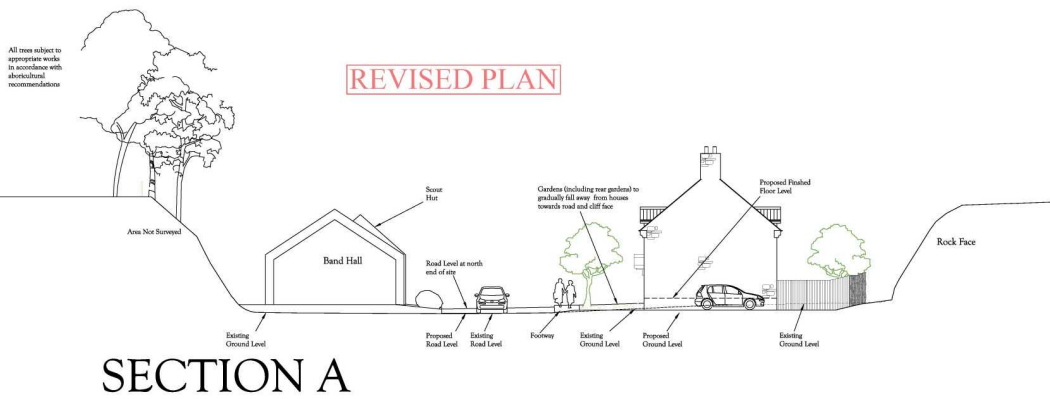 All trees subject to
appropriate works
in accordance with
aboricultural
recommendations
REVISED PLAN
Scout
Hut
Gardens (including rear gardens) to
gradually fall away from houses
towards road and cliff face
Proposed Finshed
Floor Level
Area Not Surveyed
Band Hall
Road Level at north
end of site
Rock Face
Existing
Ground Level
Proposed
Road Level
Existing
Road Level
Footway
Existing
Ground Level
Proposed
Ground Level
Existing
Ground Level
SECTION A